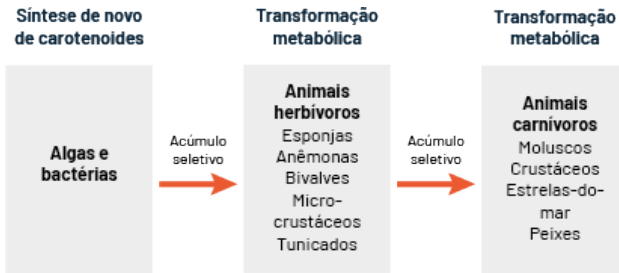 Síntese de novo
de carotenoides
Algas e
bactérias
Acúmulo
seletivo
Transformação
metabólica
Animais
herbívoros
Esponjas
Anêmonas
Bivalves
Micro-
crustáceos
Tunicados
Acúmulo
seletivo
Transformação
metabólica
Animais
carnívoros
Moluscos
Crustáceos
Estrelas-do-
mar
Peixes